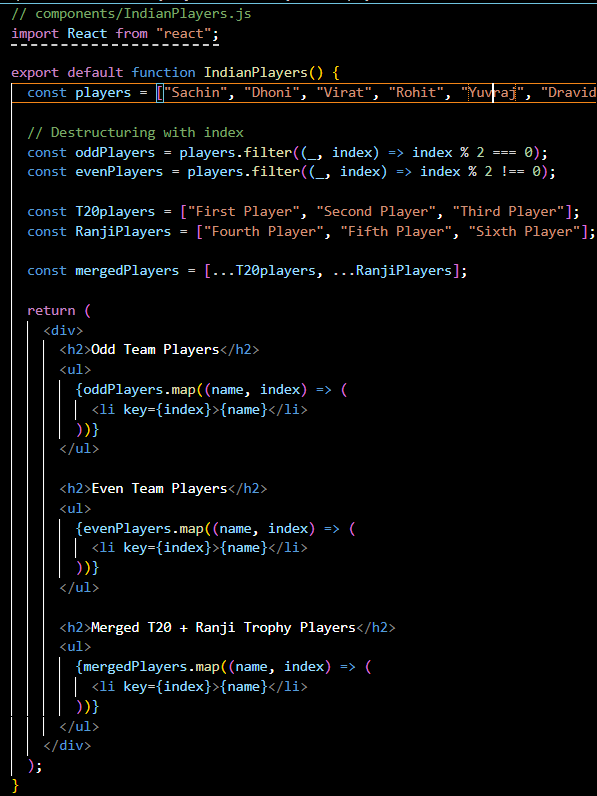 // components/IndianPlayers.js
import React from "react";
export default function IndianPlayers() {
const players = ["Sachin", "Dhoni", "Virat", "Rohit", "Yuvraj", "Dravid
// Destructuring with index
const oddPlayers = players.filter((_, index) => index % 2 === 0);
const evenPlayers = players.filter((_, index) => index % 2 !== 0);
const T20players = ["First Player", "Second Player", "Third Player"];
const RanjiPlayers = ["Fourth Player", "Fifth Player", "Sixth Player"];
const mergedPlayers = [...T20players, ...RanjiPlayers];
return (
<div>
<h2>Odd Team Players</h2>
<ul>
{oddPlayers.map((name, index) => (
<li key={index}>{name}</li>
))}
</ul>
<h2>Even Team Players</h2>
<ul>
{evenPlayers.map((name, index) => (
<li key={index}>{name}</li>
))}
</ul>
<h2>Merged T20 + Ranji Trophy Players</h2>
<ul>
{mergedPlayers.map((name, index) => (
<li key={index}>{name}</li>
))}
</ul>
</div>
);
}